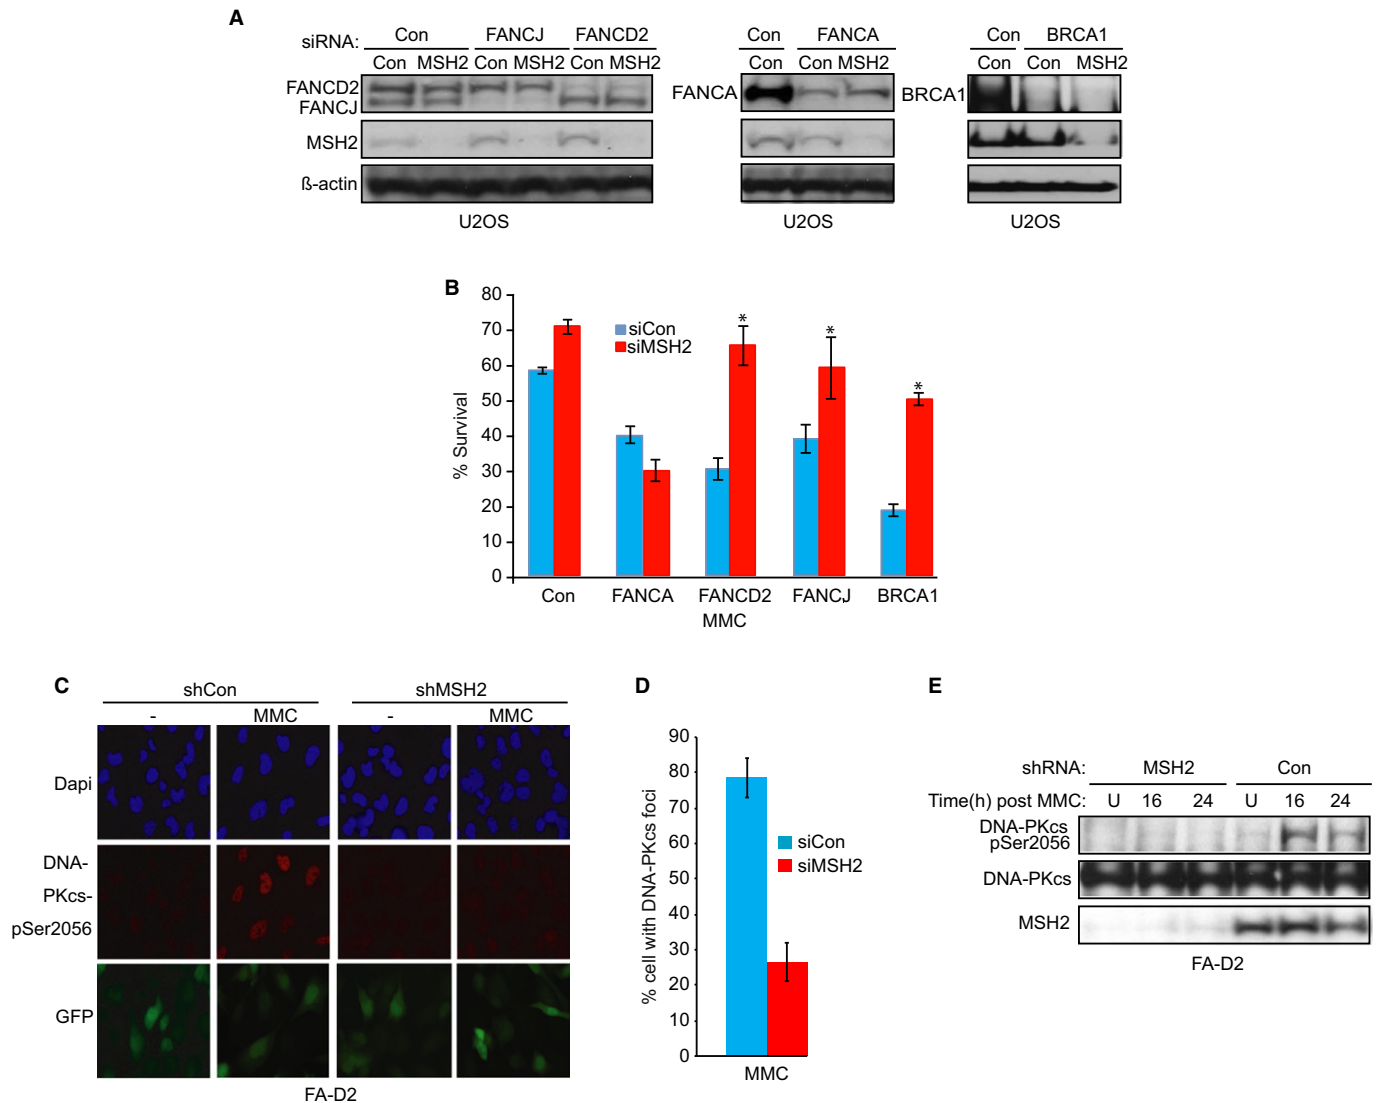 A
siRNA: Con FANCJ FANCD2
Con MSH2 Con MSH2 Con MSH2
FANCD2
FANCJ
MSH2
ß-actin
U2OS
Con FANCA
Con Con MSH2
FANCA
U2OS
Con BRCA1
Con Con MSH2
BRCA1
U2OS
B
% Survival
80
70
60
50
40
30
20
10
0
siCon
siMSH2
* * *
Con FANCA FANCD2 FANCJ BRCA1
MMC
C
shCon shMSH2
- MMC - MMC
Dapi
DNA-
PKcs-
pSer2056
GFP
FA-D2
D
% cell with DNA-PKcs foci
90
80
70
60
50
40
30
20
10
0
siCon
siMSH2
MMC
E
shRNA: MSH2 Con
Time(h) post MMC: U 16 24 U 16 24
DNA-PKcs
pSer2056
DNA-PKcs
MSH2
FA-D2